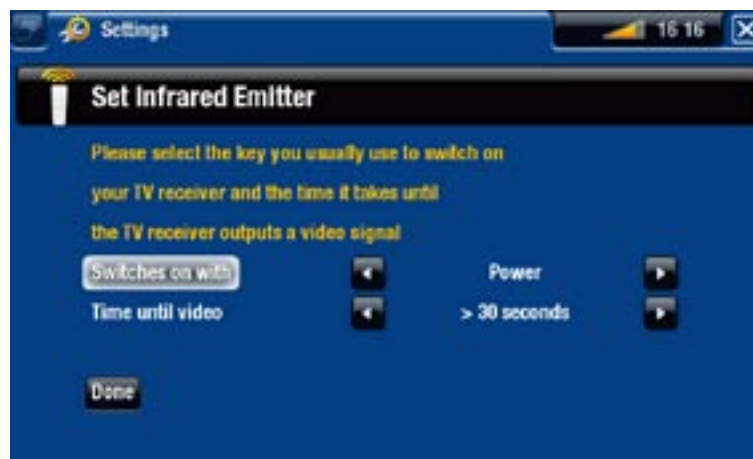 Settings
16 16
Set Infrared Emitter
Please select the key you usually use to switch on
your TV receiver and the time it takes until
the TV receiver outputs a video signal
Switches on with Power
Time until video > 30 seconds
Done